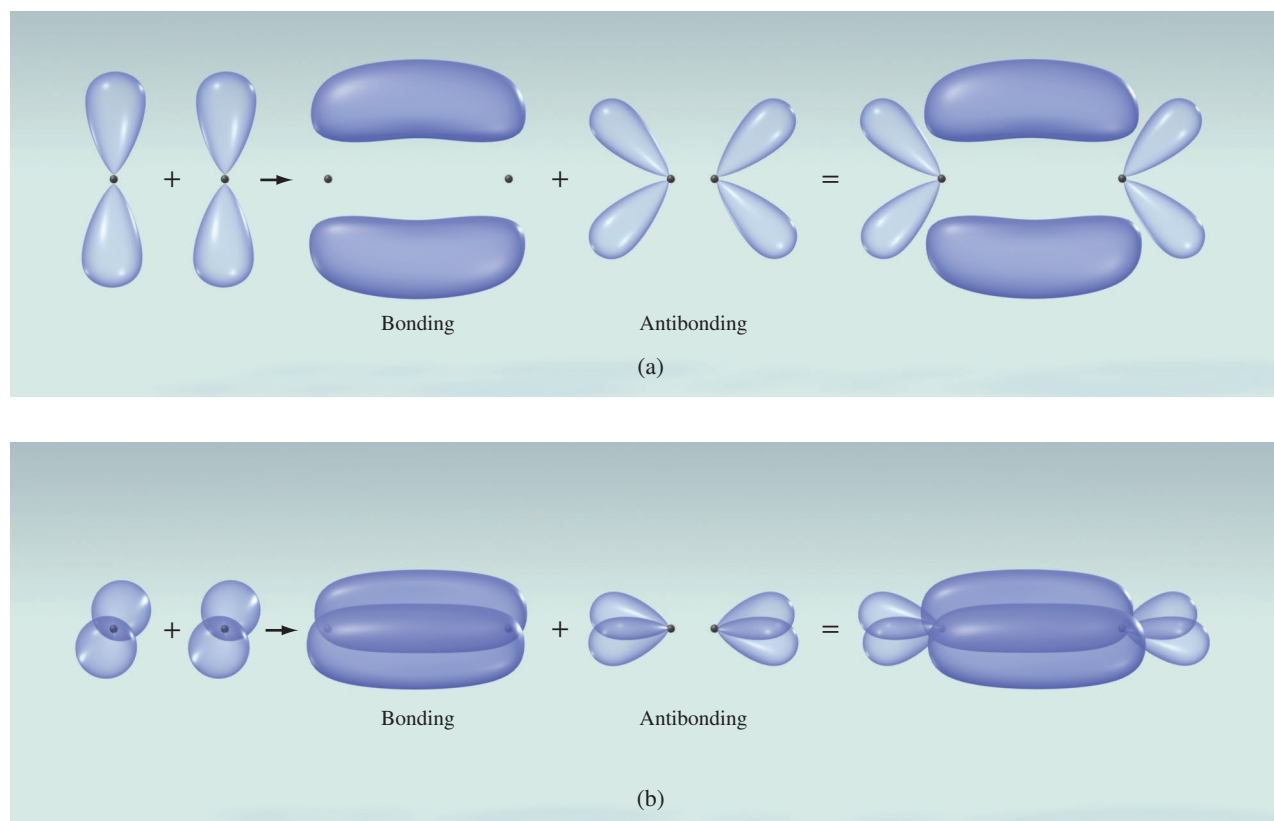 + → + =
Bonding Antibonding
(a)
+ → + =
Bonding Antibonding
(b)